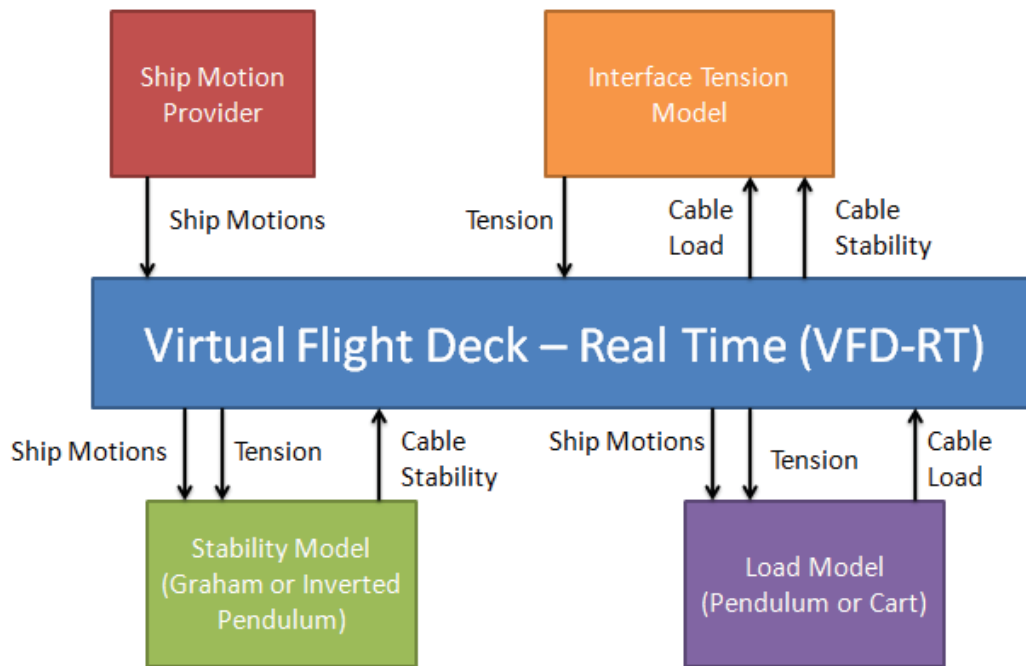 Ship Motion
Provider
Interface Tension
Model
Ship Motions
Tension
Cable
Load
Cable
Stability
Virtual Flight Deck – Real Time (VFD-RT)
Ship Motions
Tension
Cable
Stability
Ship Motions
Tension
Cable
Load
Stability Model
(Graham or Inverted
Pendulum)
Load Model
(Pendulum or Cart)